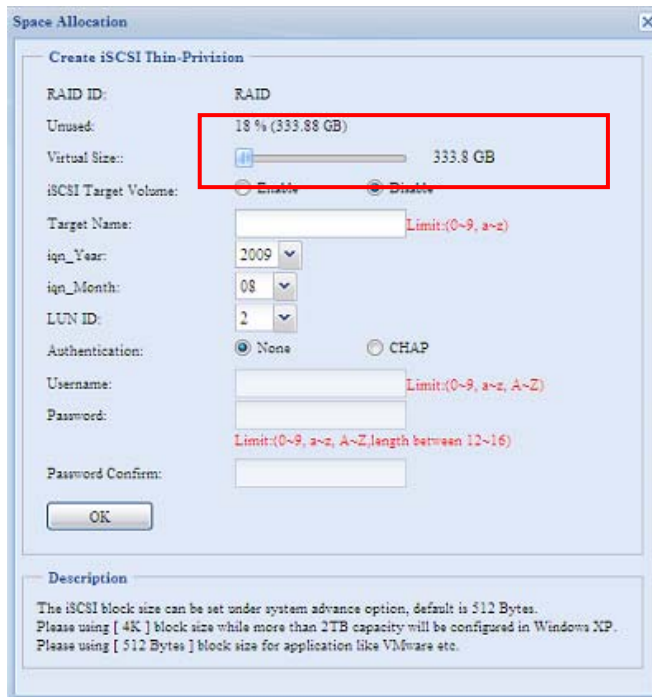 Space Allocation
Create iSCSI Thin-Privision
RAID ID: RAID
Unused: 18 % (333.88 GB)
Virtual Size:: 333.8 GB
iSCSI Target Volume: Enable Disable
Target Name: Limit:(0~9, a~z)
iqn_Year: 2009
iqn_Month: 08
LUN ID: 2
Authentication: None CHAP
Username: Limit:(0~9, a~z, A~Z)
Password:
Limit:(0~9, a~z, A~Z,length between 12~16)
Password Confirm:
OK
Description
The iSCSI block size can be set under system advance option, default is 512 Bytes.
Please using [ 4K ] block size while more than 2TB capacity will be configured in Windows XP.
Please using [ 512 Bytes ] block size for application like VMware etc.